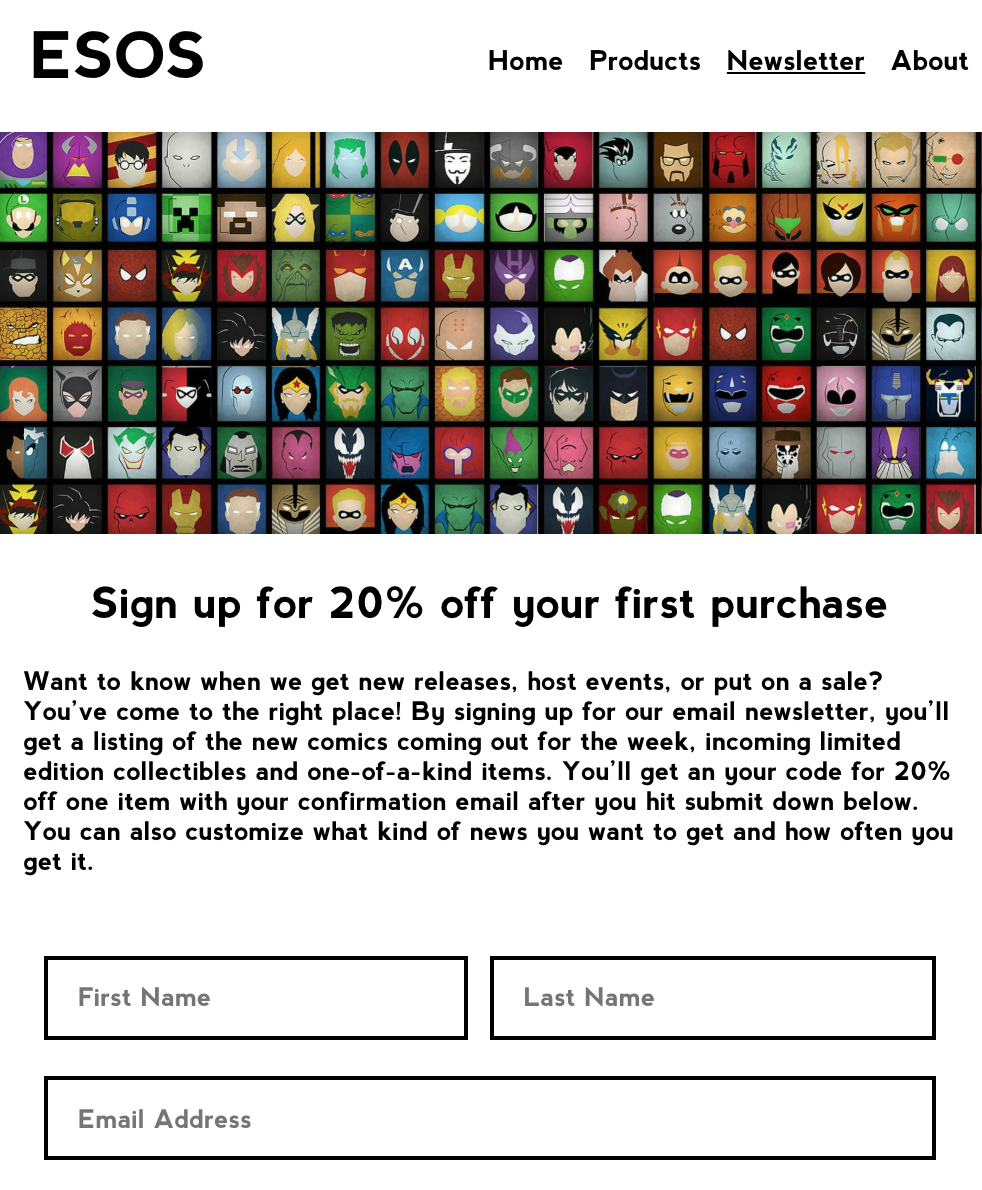 ESOS
Home Products Newsletter About
Sign up for 20% off your first purchase
Want to know when we get new releases, host events, or put on a sale?
You’ve come to the right place! By signing up for our email newsletter, you’ll
get a listing of the new comics coming out for the week, incoming limited
edition collectibles and one-of-a-kind items. You’ll get an your code for 20%
off one item with your confirmation email after you hit submit down below.
You can also customize what kind of news you want to get and how often you
get it.
First Name
Last Name
Email Address